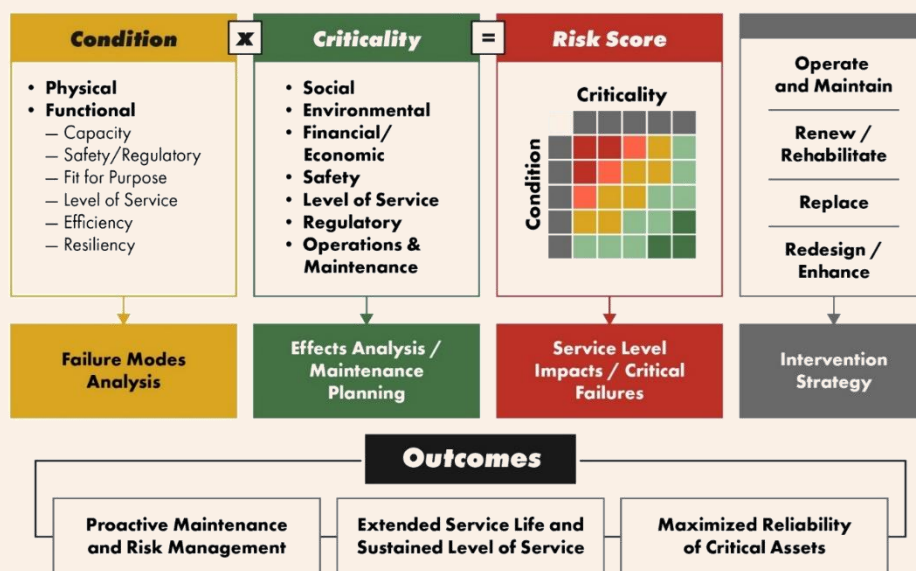 Condition
x
Criticality
=
Risk Score
• Physical
• Functional
— Capacity
— Safety/Regulatory
— Fit for Purpose
— Level of Service
— Efficiency
— Resiliency
• Social
• Environmental
• Financial/
Economic
• Safety
• Level of Service
• Regulatory
• Operations &
Maintenance
Criticality
Condition
Operate
and Maintain
Renew /
Rehabilitate
Replace
Redesign /
Enhance
Failure Modes
Analysis
Effects Analysis /
Maintenance
Planning
Service Level
Impacts / Critical
Failures
Intervention
Strategy
Outcomes
Proactive Maintenance
and Risk Management
Extended Service Life and
Sustained Level of Service
Maximized Reliability
of Critical Assets